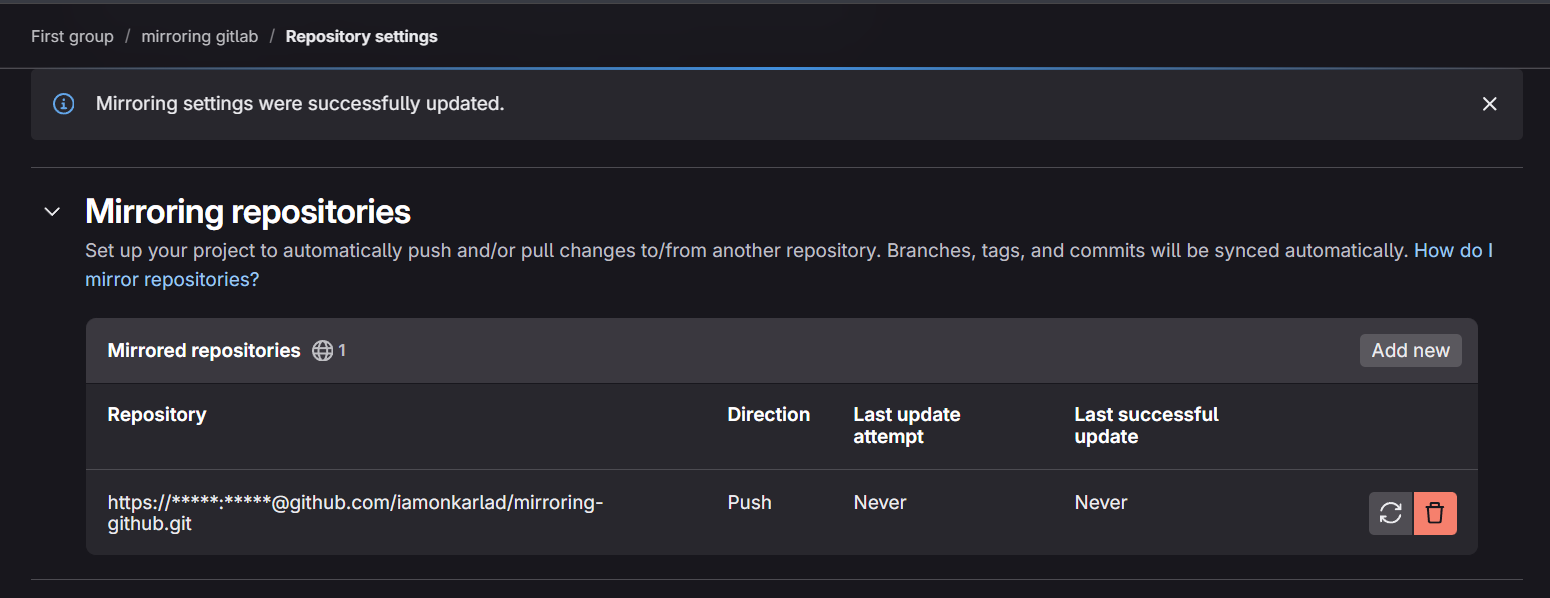 First group / mirroring gitlab / Repository settings
Mirroring settings were successfully updated.
Mirroring repositories
Set up your project to automatically push and/or pull changes to/from another repository. Branches, tags, and commits will be synced automatically. How do I
mirror repositories?
Mirrored repositories 1
Add new
Repository
Direction
Last update
attempt
Last successful
update
https://*****:*****@github.com/iamonkarlad/mirroring-
github.git
Push
Never
Never